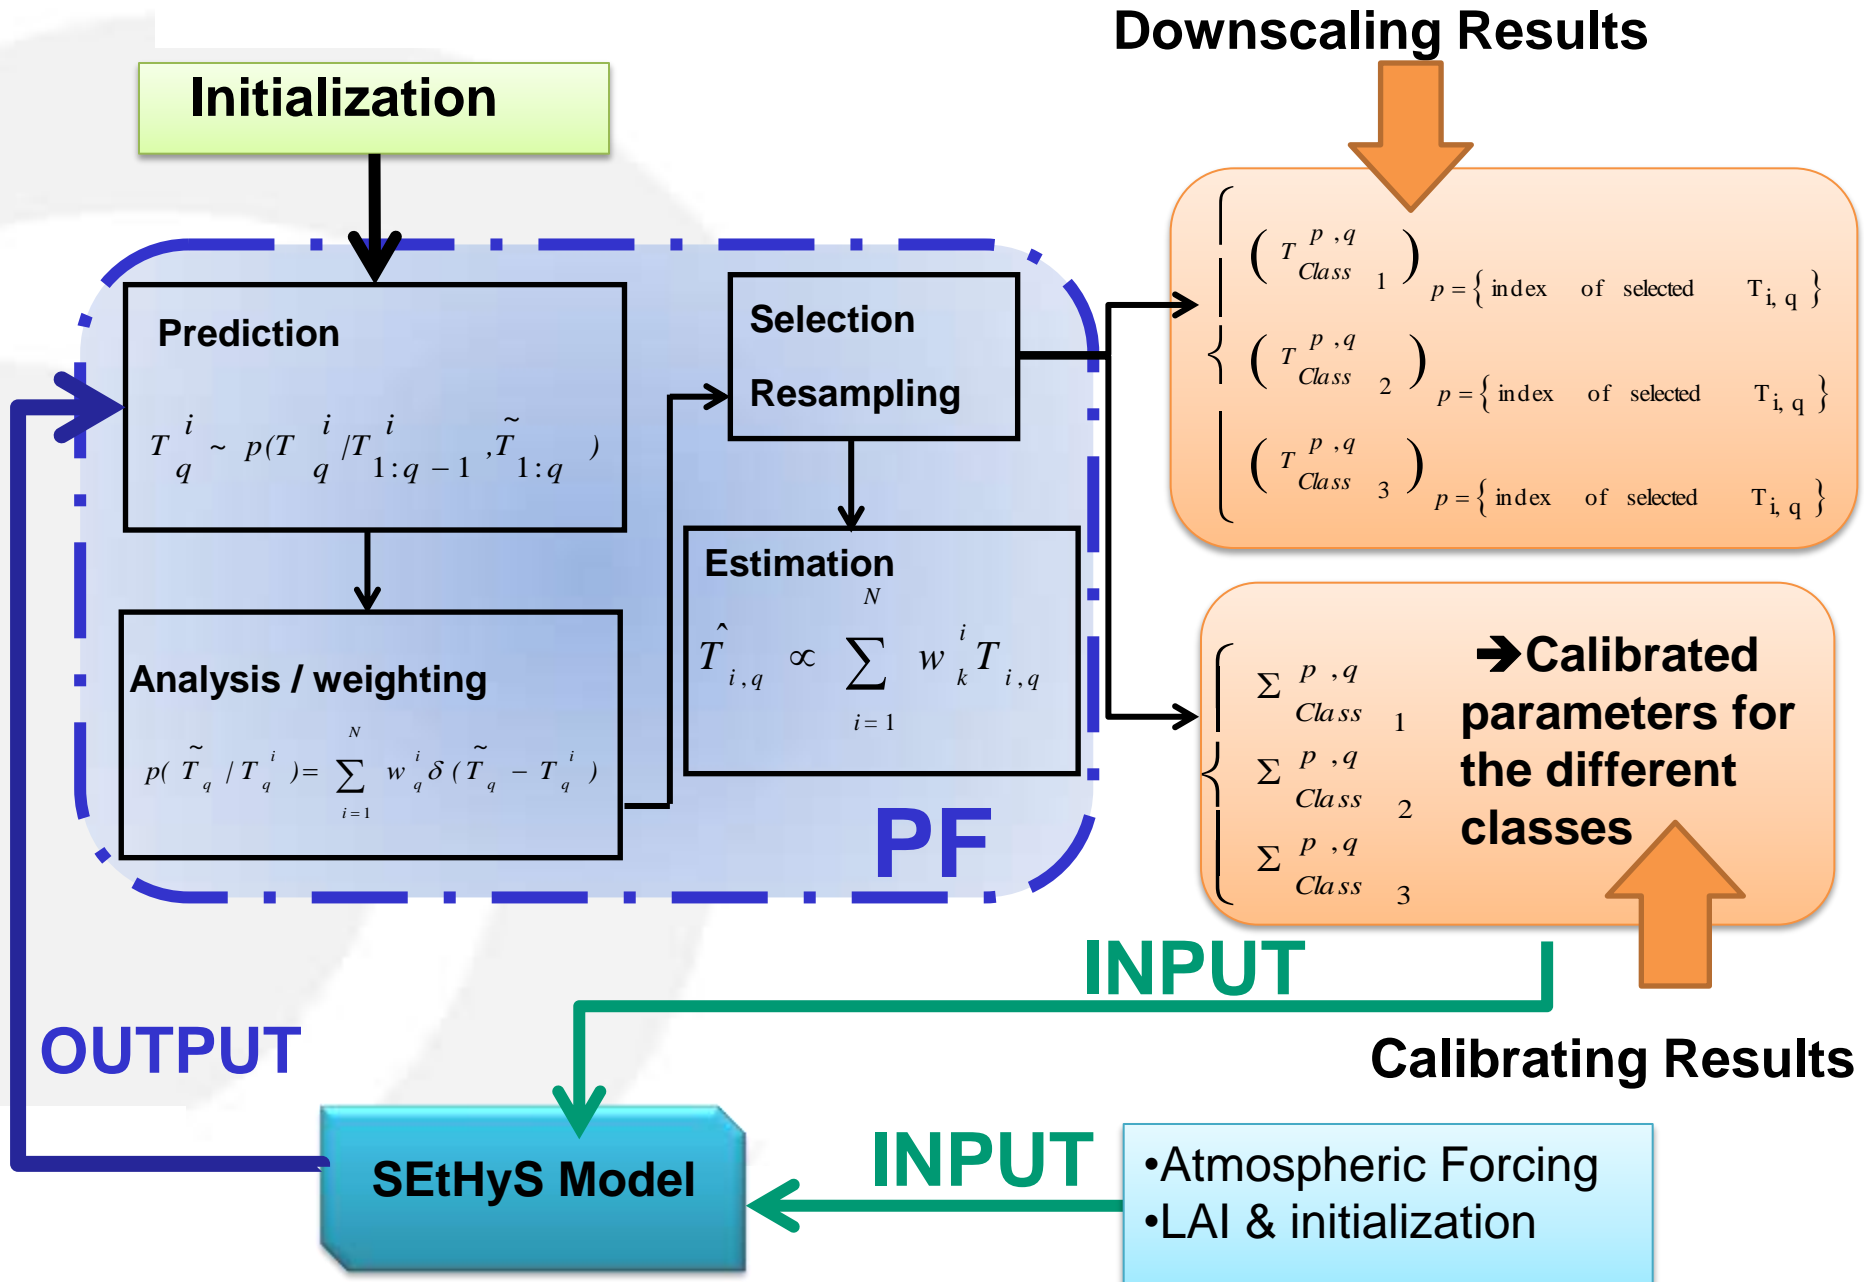 Downscaling Results
Initialization
Prediction
T_q^i ~ p(T_q^i /T_{1:q-1}^i ,T̃_{1:q} )
Analysis / weighting
p( T̃_q / T_q^i )= ∑_{i=1}^N w_q^i δ ( T̃_q − T_q^i )
Selection
Resampling
Estimation
T̂_{i,q} ∝ ∑_{i=1}^N w_k^i T_{i,q}
PF
( T_{Class 1}^{p ,q} ) p = { index of selected T_{i, q} }
( T_{Class 2}^{p ,q} ) p = { index of selected T_{i, q} }
( T_{Class 3}^{p ,q} ) p = { index of selected T_{i, q} }
Σ_{Class 1}^{p ,q}
Σ_{Class 2}^{p ,q}
Σ_{Class 3}^{p ,q}
➔Calibrated
parameters for
the different
classes
INPUT
OUTPUT
Calibrating Results
SEtHyS Model
INPUT
•Atmospheric Forcing
•LAI & initialization